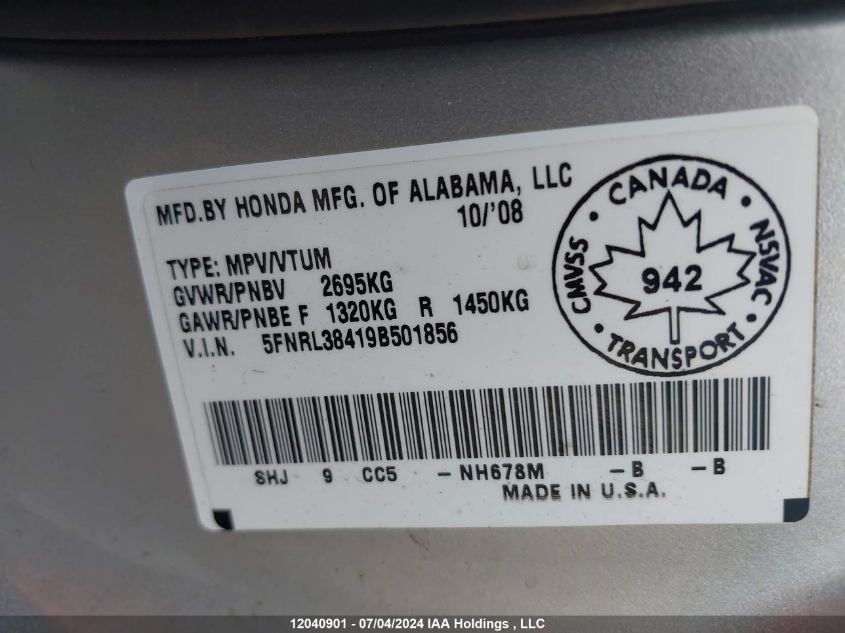 MFD.BY HONDA MFG. OF ALABAMA, LLC
10/'08
TYPE: MPV/VTUM
GVWR/PNBV 2695KG
GAWR/PNBE F 1320KG R 1450KG
V.I.N. 5FNRL38419B501856
CANADA
CMVSS
942
NSVAC
TRANSPORT
SHJ 9 CC5 -NH678M -B -B
MADE IN U.S.A.
12040901 - 07/04/2024 IAA Holdings , LLC